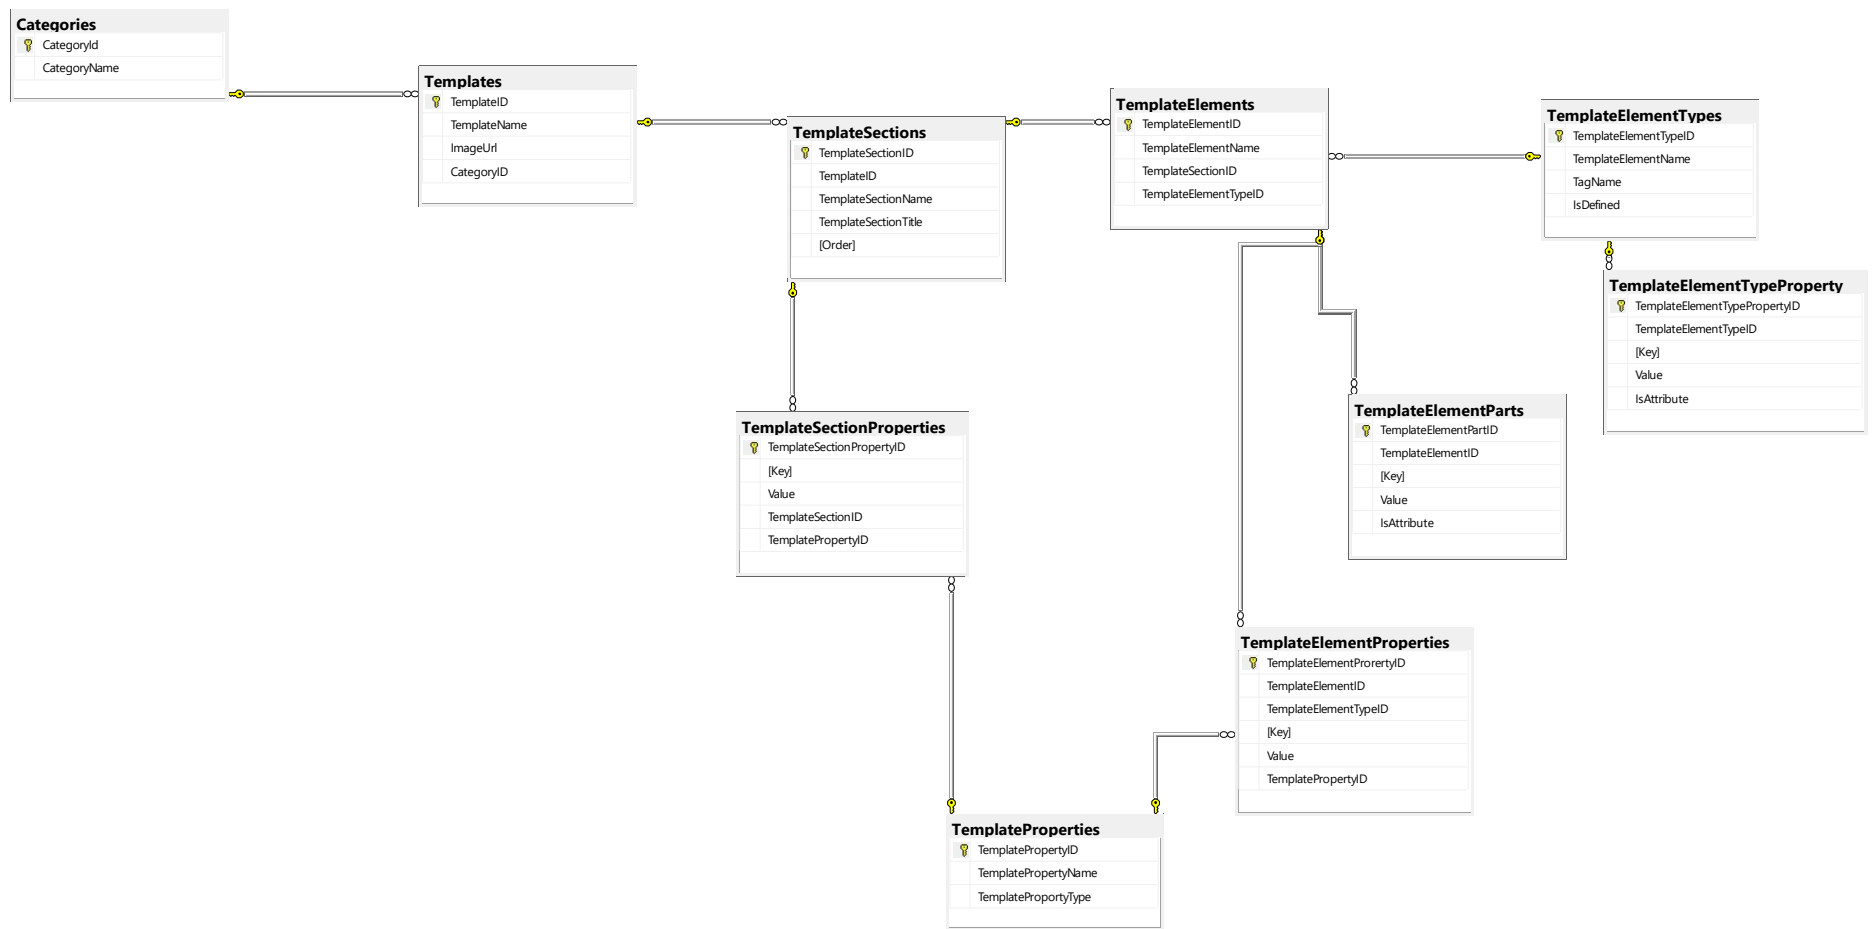 Categories
CategoryId
CategoryName
Templates
TemplateID
TemplateName
ImageUrl
CategoryID
TemplateSections
TemplateSectionID
TemplateID
TemplateSectionName
TemplateSectionTitle
[Order]
TemplateElements
TemplateElementID
TemplateElementName
TemplateSectionID
TemplateElementTypeID
TemplateElementTypes
TemplateElementTypeID
TemplateElementName
TagName
IsDefined
TemplateElementTypeProperty
TemplateElementTypePropertyID
TemplateElementTypeID
[Key]
Value
IsAttribute
TemplateSectionProperties
TemplateSectionPropertyID
[Key]
Value
TemplateSectionID
TemplatePropertyID
TemplateElementParts
TemplateElementPartID
TemplateElementID
[Key]
Value
IsAttribute
TemplateElementProperties
TemplateElementProrertyID
TemplateElementID
TemplateElementTypeID
[Key]
Value
TemplatePropertyID
TemplateProperties
TemplatePropertyID
TemplatePropertyName
TemplateProportyType